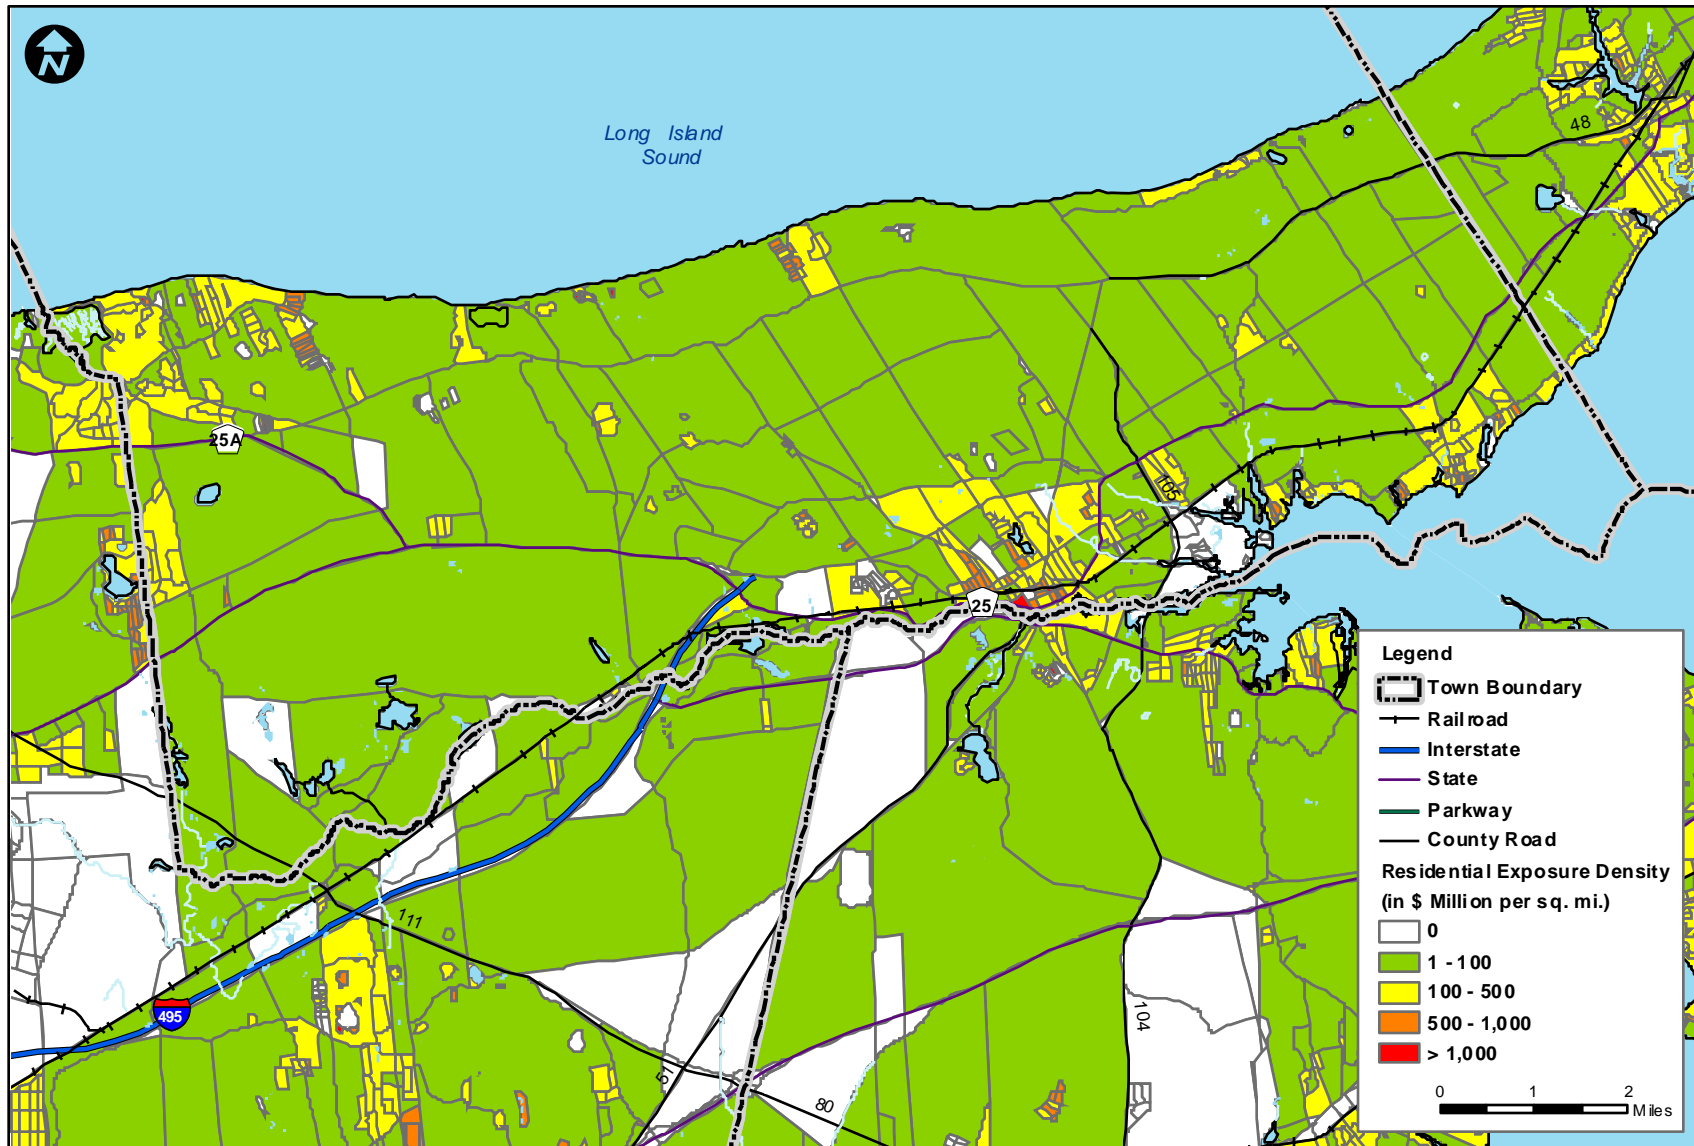 N
Long Island
Sound
48
25A
105
25
111
495
51
80
104
Legend
Town Boundary
Railroad
Interstate
State
Parkway
County Road
Residential Exposure Density
(in $ Million per sq. mi.)
0
1 - 100
100 - 500
500 - 1,000
> 1,000
0 1 2
Miles